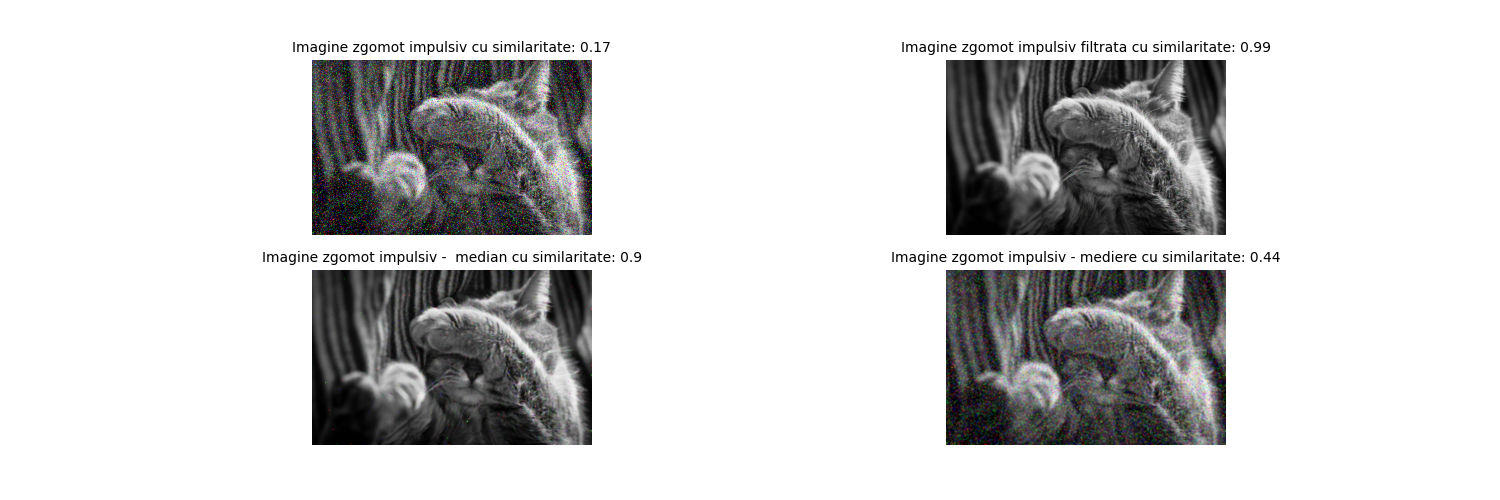 Imagine zgomot impulsiv cu similaritate: 0.17
Imagine zgomot impulsiv filtrata cu similaritate: 0.99
Imagine zgomot impulsiv -  median cu similaritate: 0.9
Imagine zgomot impulsiv - mediere cu similaritate: 0.44